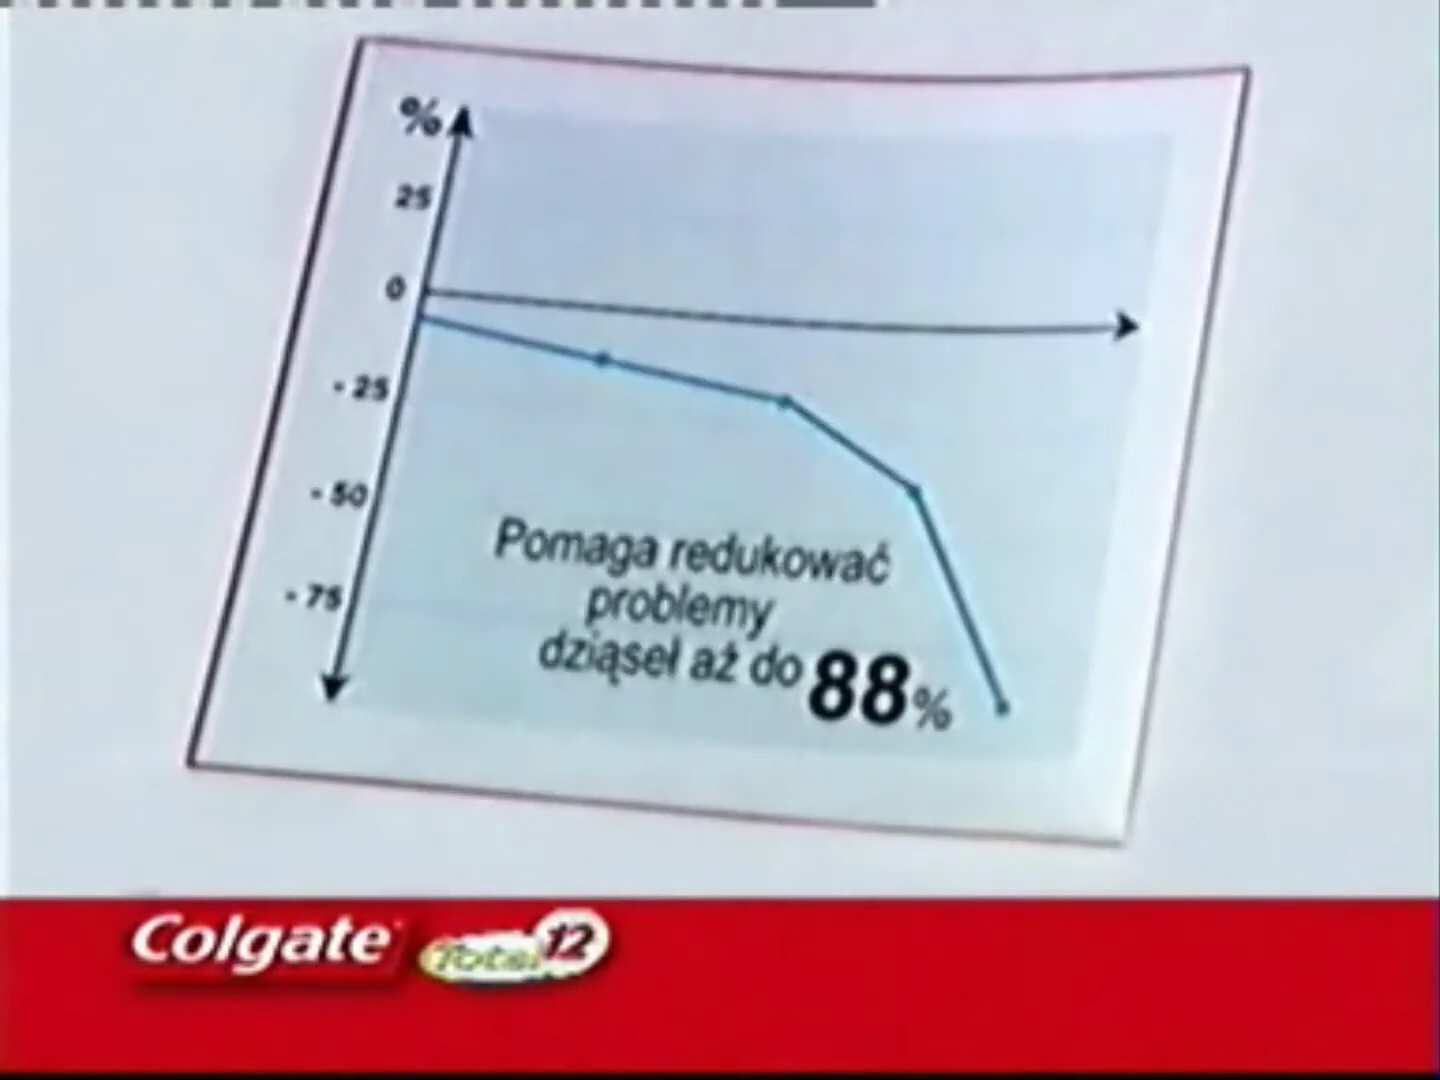 %
25
0
- 25
- 50
- 75
Pomaga redukować
problemy
dziąseł aż do 88%
Colgate
Total 12